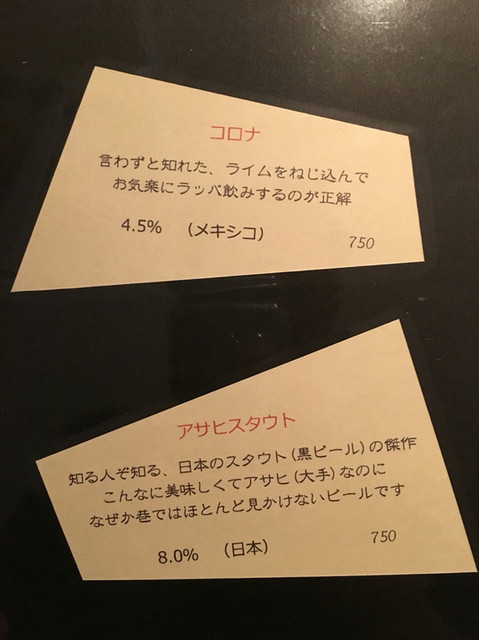 コロナ
言わずと知れた、ライムをねじ込んで
お気楽にラッパ飲みするのが正解
4.5% （メキシコ）
750
アサヒスタウト
知る人ぞ知る、日本のスタウト(黒ビール)の傑作
こんなに美味しくてアサヒ(大手)なのに
なぜか巷ではほとんど見かけないビールです
8.0% （日本）
750